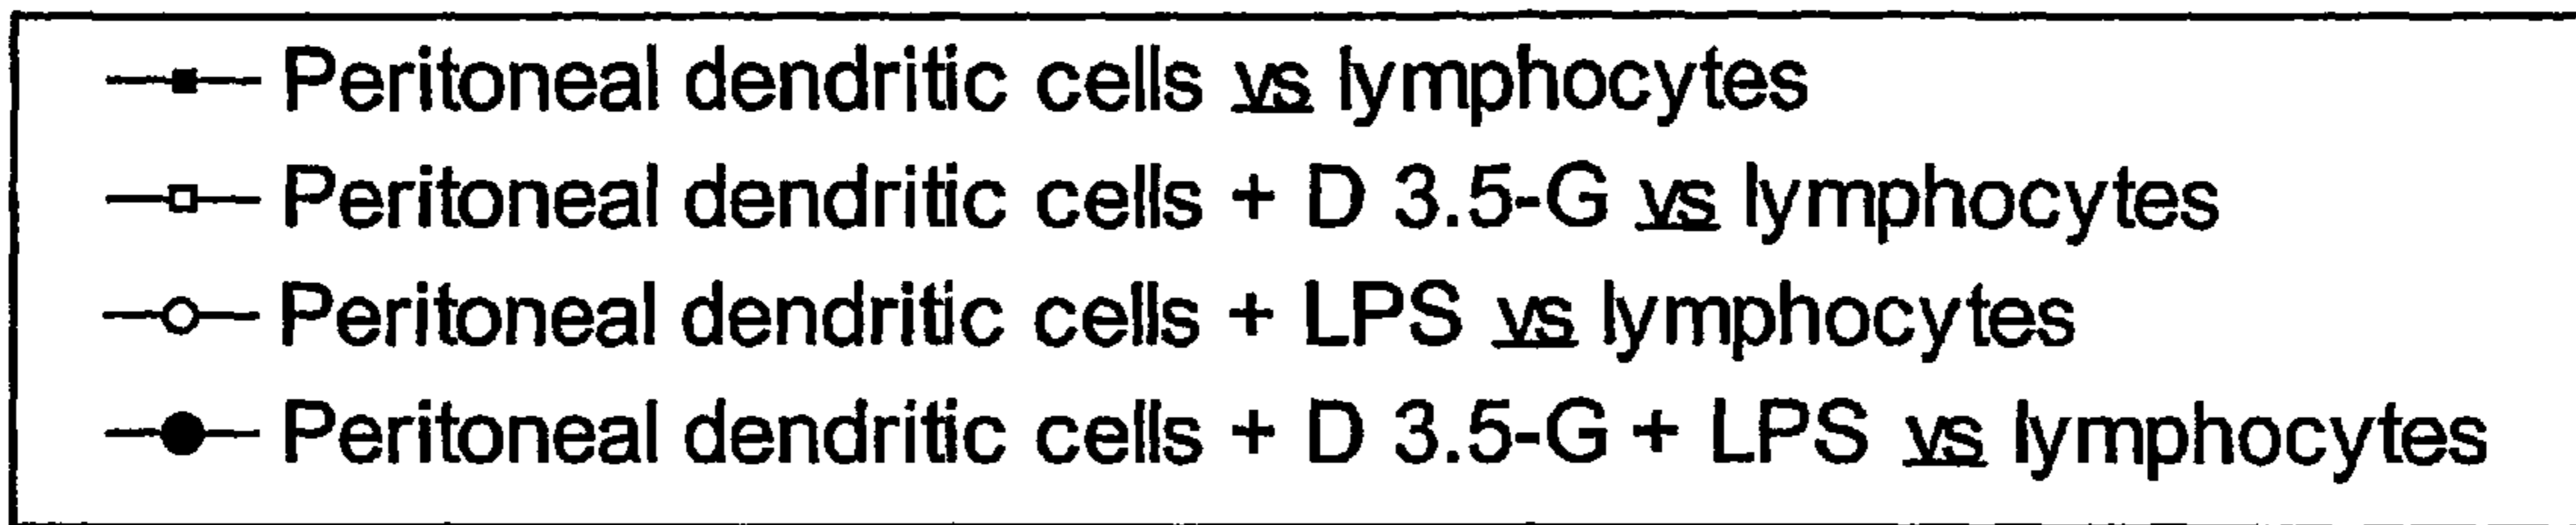 Peritoneal dendritic cells vs lymphocytes
Peritoneal dendritic cells + D 3.5-G vs lymphocytes
Peritoneal dendritic cells + LPS vs lymphocytes
Peritoneal dendritic cells + D 3.5-G + LPS vs lymphocytes